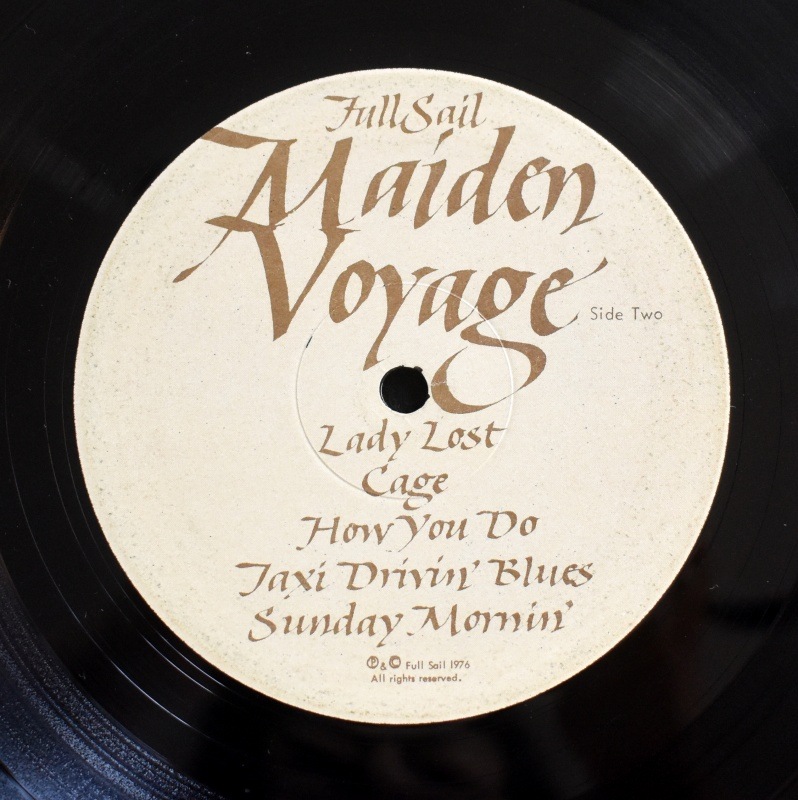 Full Sail
Maiden
Voyage
Side Two
Lady Lost
Cage
How You Do
Taxi Drivin' Blues
Sunday Mornin'
℗ & © Full Sail 1976
All rights reserved.